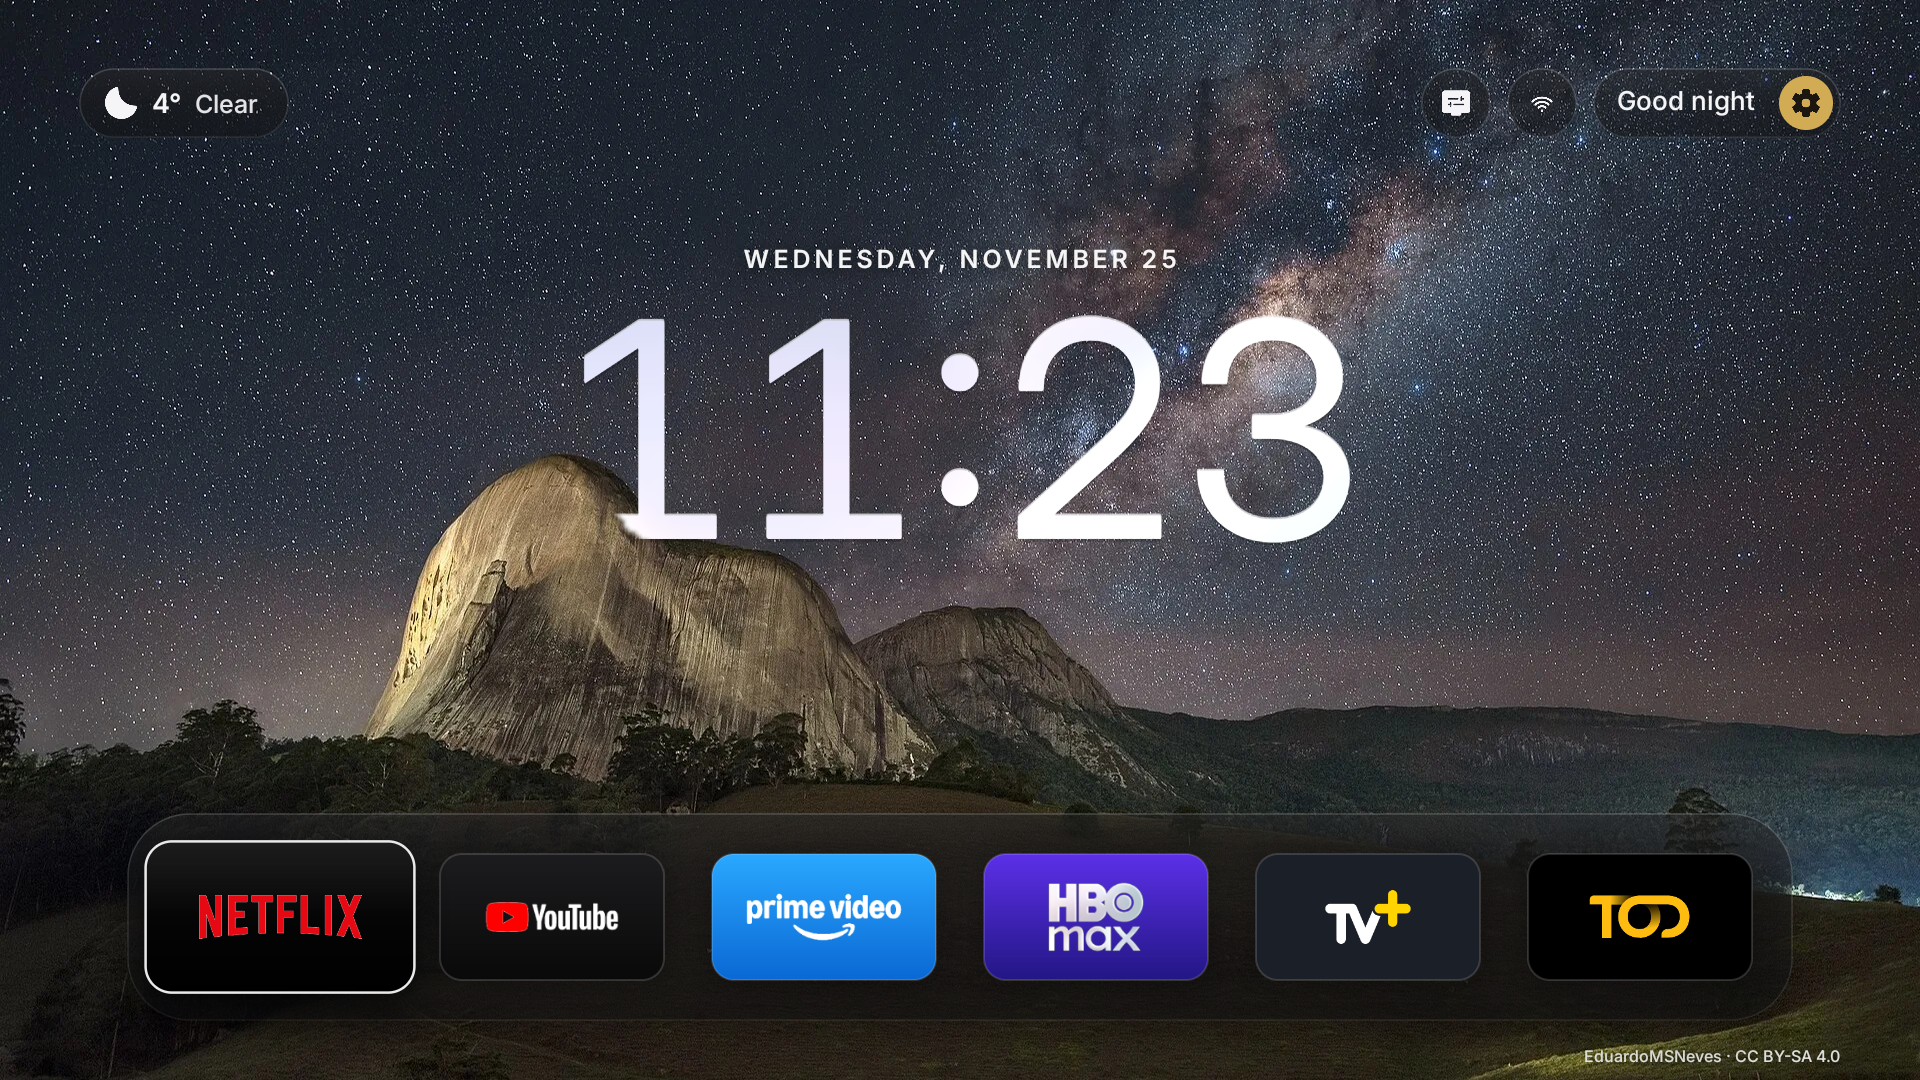 4° Clear
Good night
WEDNESDAY, NOVEMBER 25
11:23
NETFLIX
YouTube
prime video
HBO
max
TV+
TOD
EduardoMSNeves · CC BY-SA 4.0